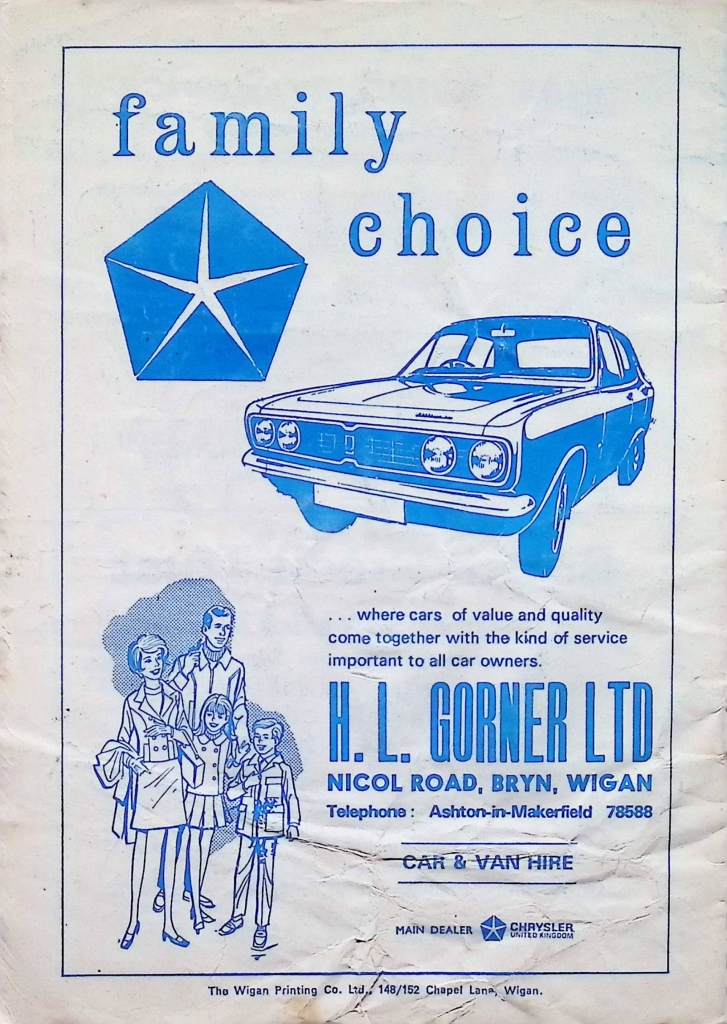 family
choice
... where cars of value and quality
come together with the kind of service
important to all car owners.
H. L. GORNER LTD
NICOL ROAD, BRYN, WIGAN
Telephone : Ashton-in-Makerfield 78588
CAR & VAN HIRE
MAIN DEALER CHRYSLER
UNITED KINGDOM
The Wigan Printing Co. Ltd., 148/152 Chapel Lane, Wigan.